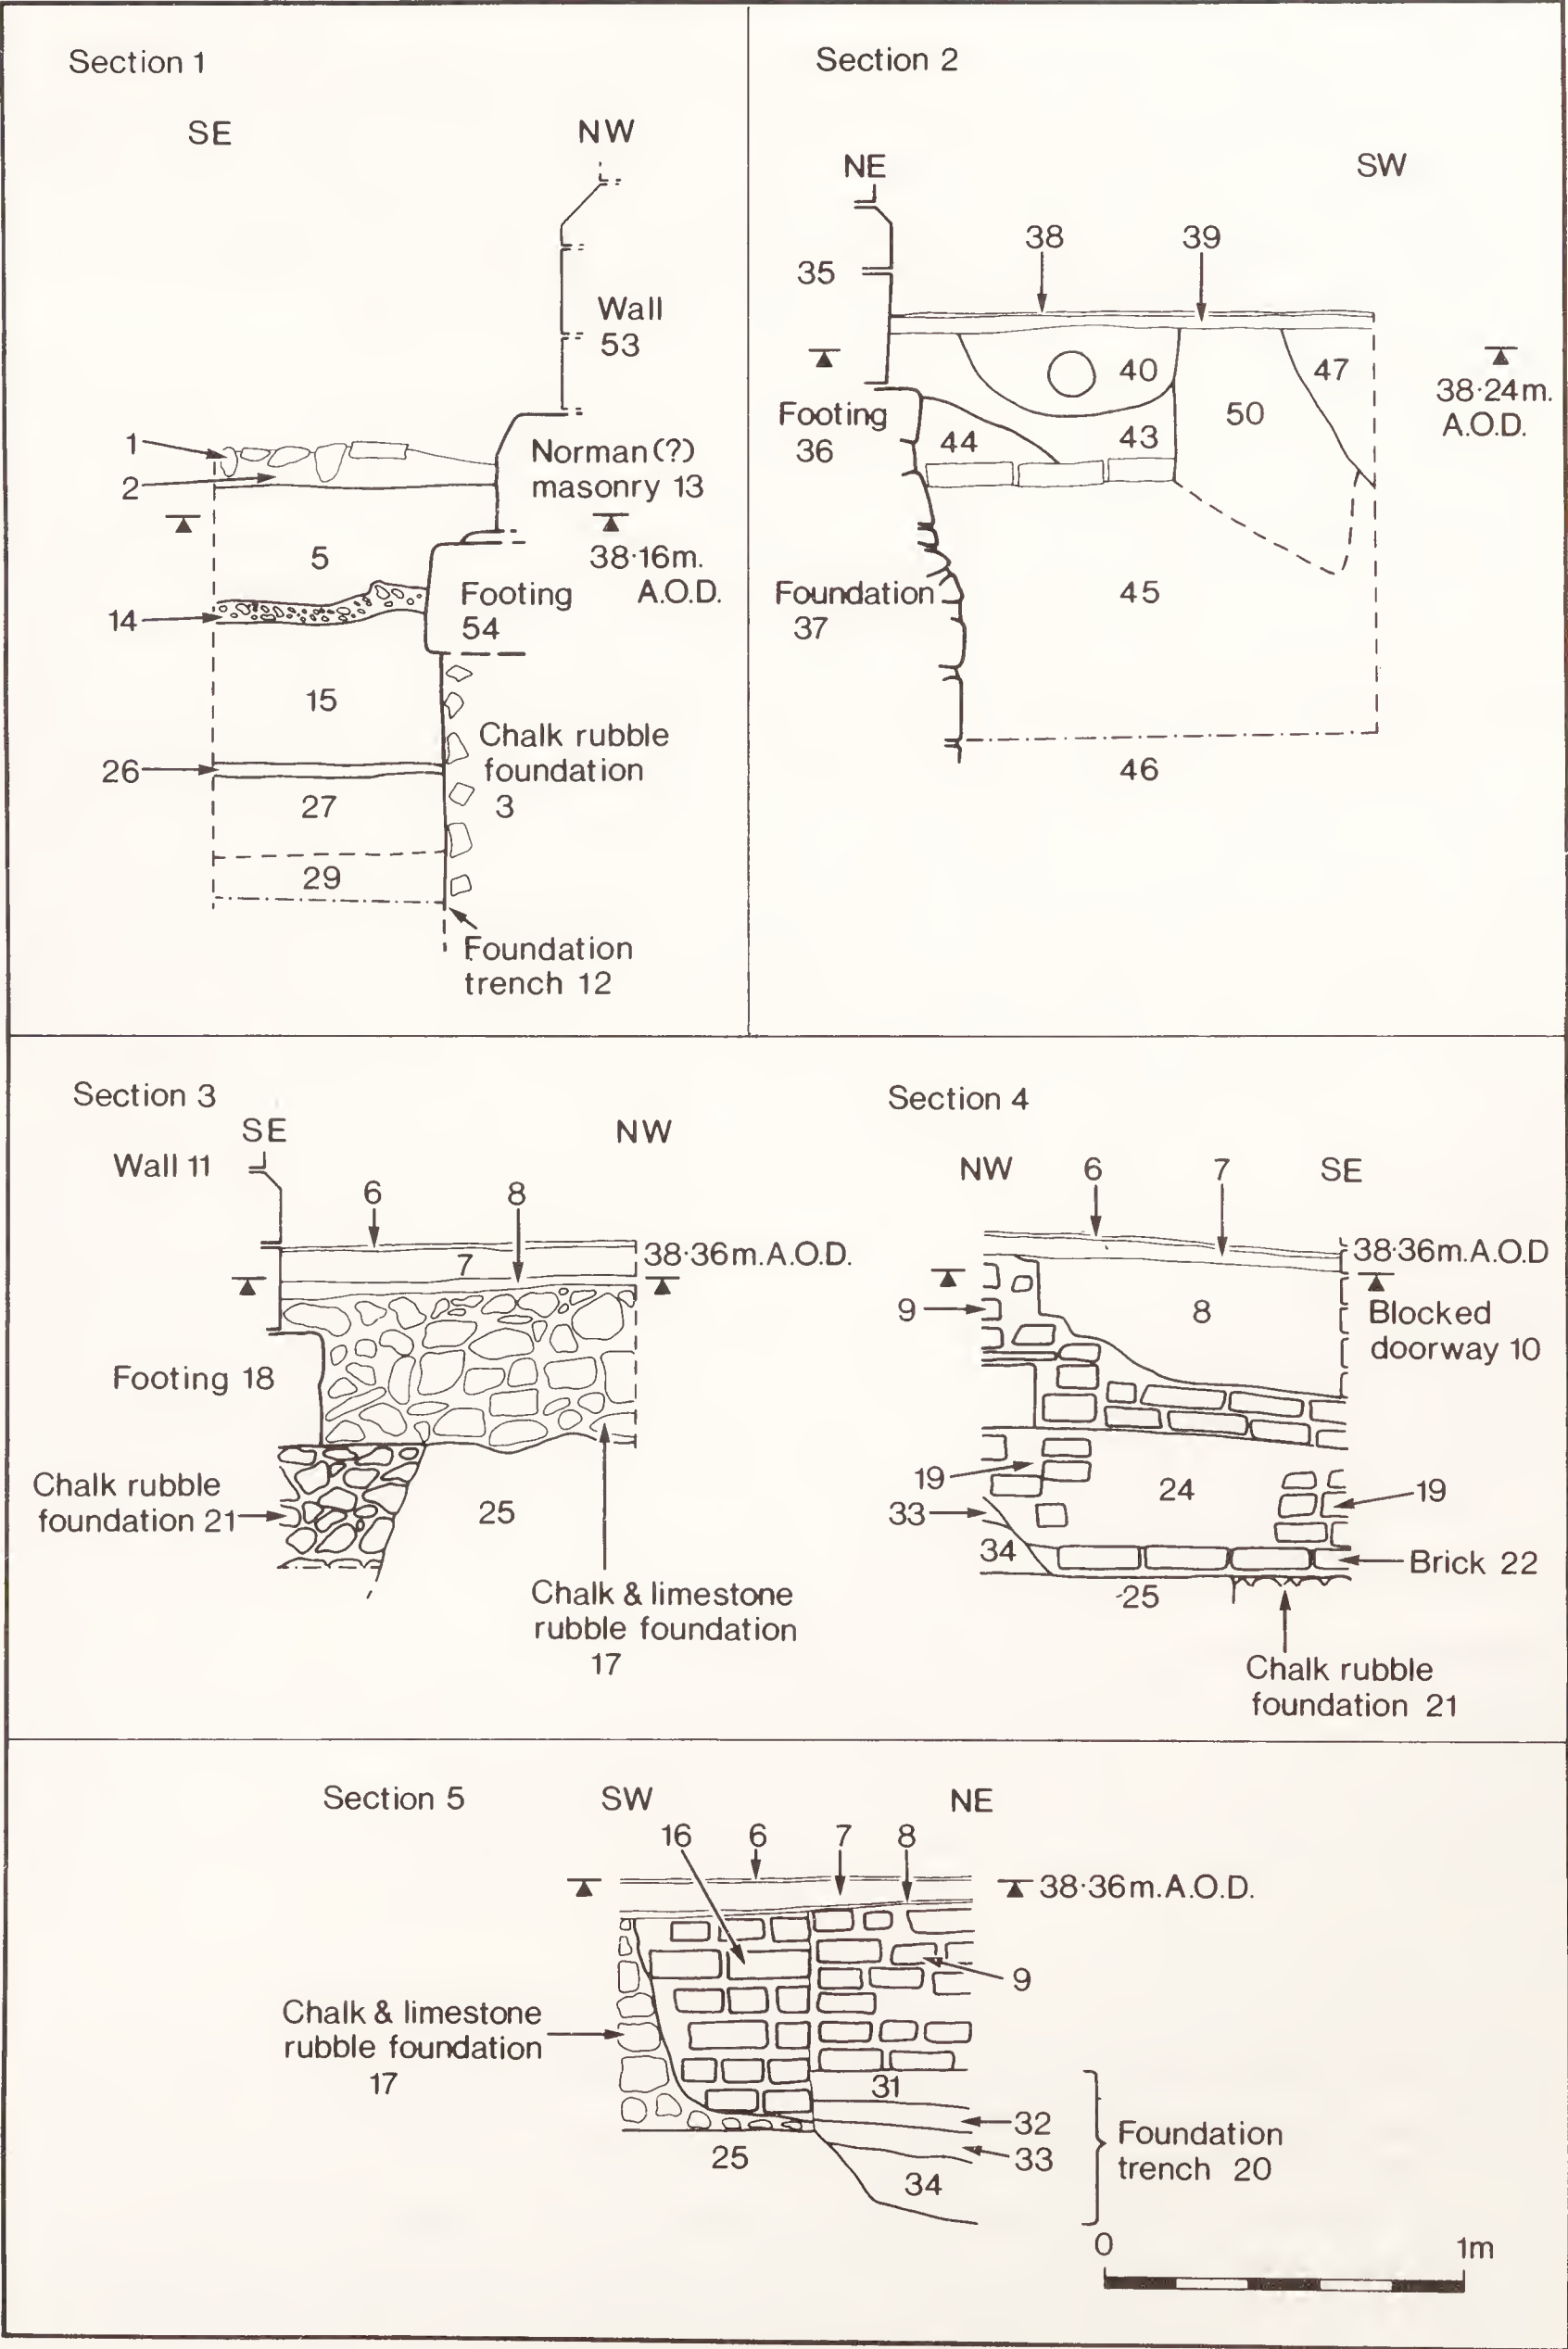 Section 1
SE
NW
Wall
53
1
2
Norman(?)
masonry 13
5
38·16m.
A.O.D.
14
Footing
54
15
Chalk rubble
foundation
3
26
27
29
Foundation
trench 12
Section 2
NE
SW
38
39
35
40
47
38·24m.
A.O.D.
50
Footing
36
44
43
Foundation
37
45
46
Section 3
SE
NW
Wall 11
6
8
7
38·36m.A.O.D.
Footing 18
Chalk rubble
foundation 21
25
Chalk & limestone
rubble foundation
17
Section 4
NW
6
7
SE
38·36m.A.O.D
9
8
Blocked
doorway 10
19
24
19
33
34
Brick 22
25
Chalk rubble
foundation 21
Section 5
SW
NE
16
6
7
8
38·36m.A.O.D.
9
Chalk & limestone
rubble foundation
17
31
32
33
25
34
Foundation
trench 20
0
1m